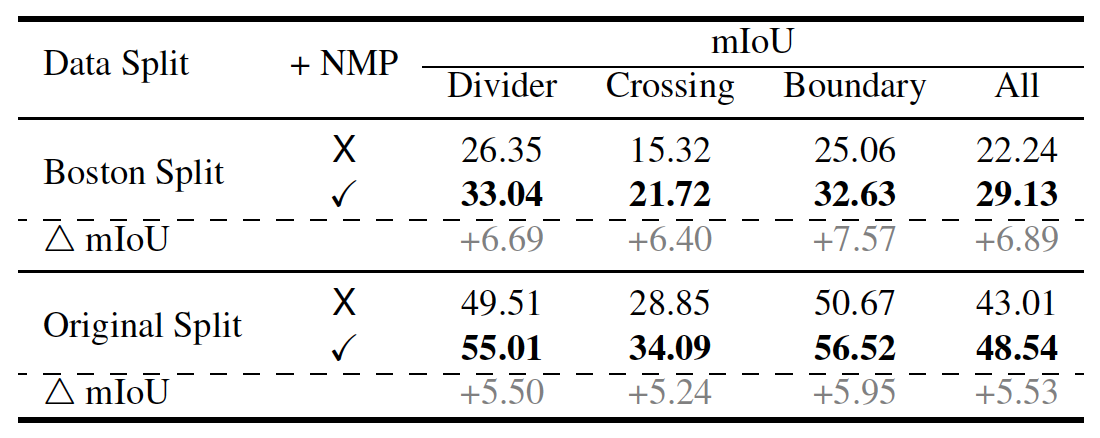 mIoU
Data Split + NMP
Divider Crossing Boundary All
X 26.35 15.32 25.06 22.24
Boston Split
✓ 33.04 21.72 32.63 29.13
△ mIoU +6.69 +6.40 +7.57 +6.89
X 49.51 28.85 50.67 43.01
Original Split
✓ 55.01 34.09 56.52 48.54
△ mIoU +5.50 +5.24 +5.95 +5.53